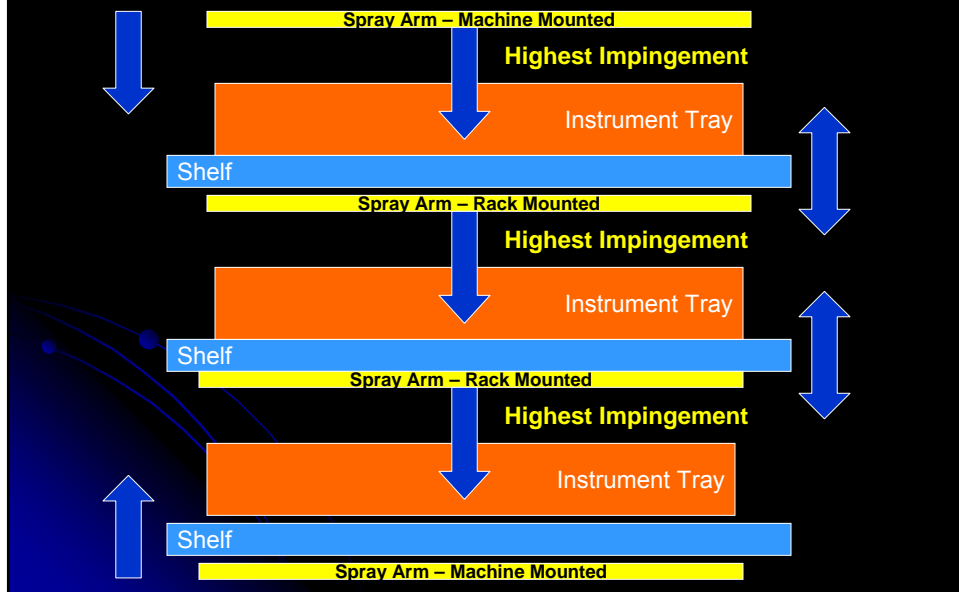 Spray Arm – Machine Mounted
Highest Impingement
Instrument Tray
Shelf
Spray Arm – Rack Mounted
Highest Impingement
Instrument Tray
Shelf
Spray Arm – Rack Mounted
Highest Impingement
Instrument Tray
Shelf
Spray Arm – Machine Mounted